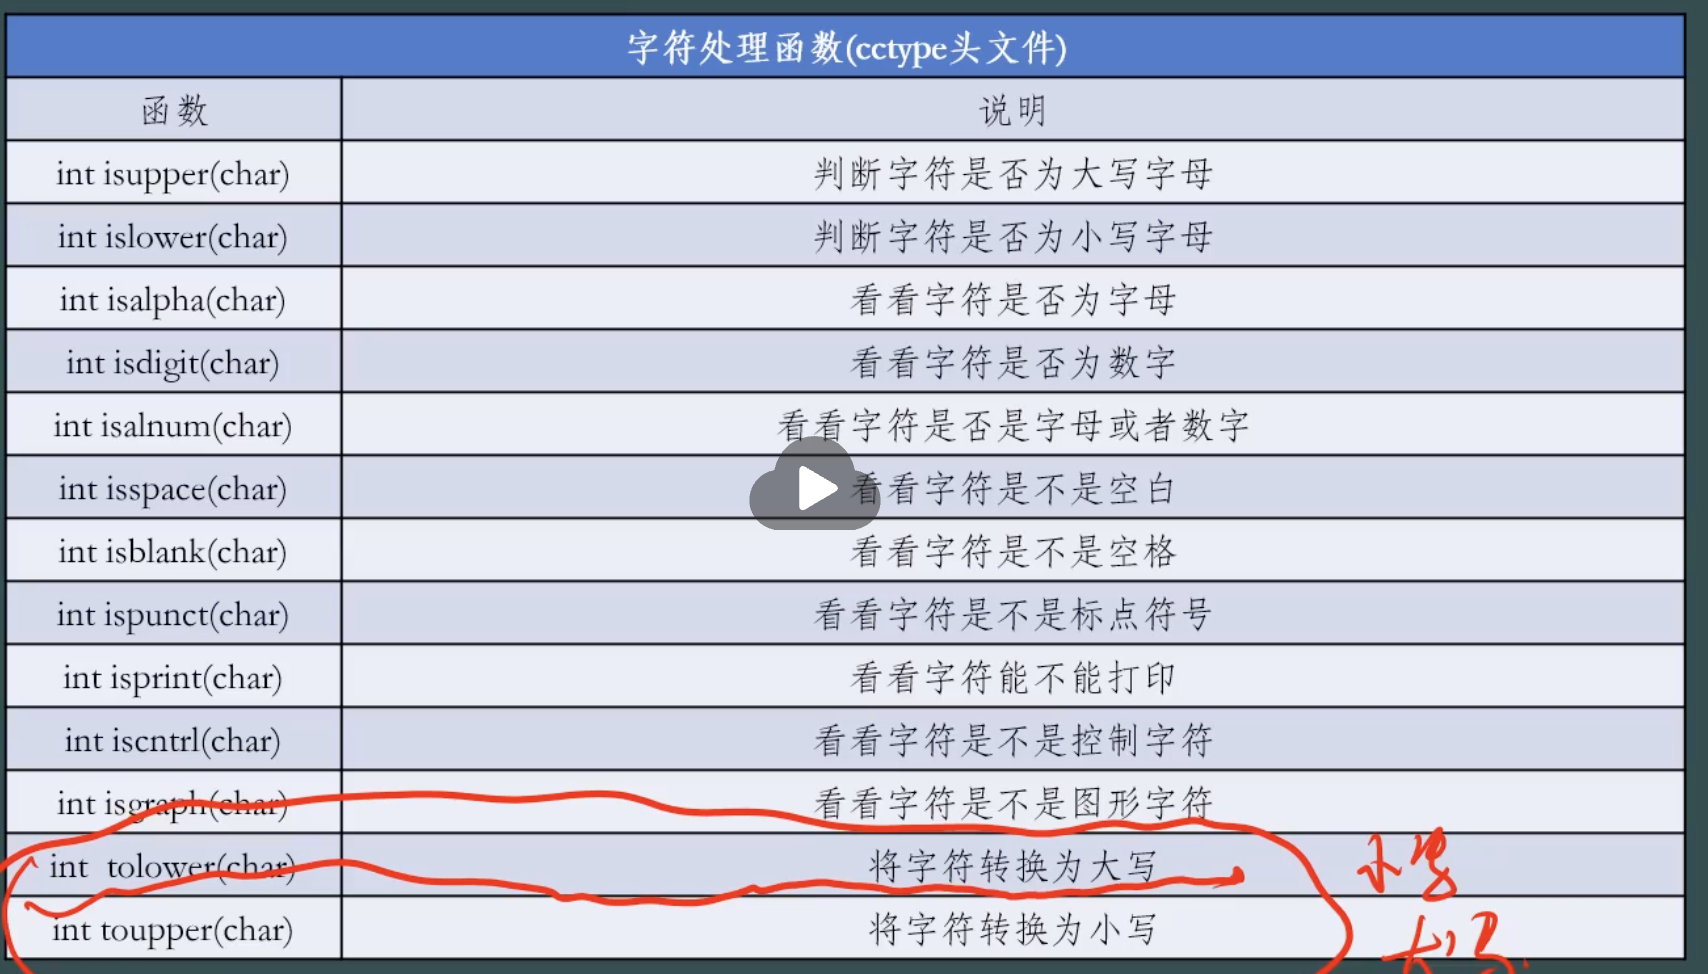 字符处理函数(cctype头文件)
函数 说明
int isupper(char) 判断字符是否为大写字母
int islower(char) 判断字符是否为小写字母
int isalpha(char) 看看字符是否为字母
int isdigit(char) 看看字符是否为数字
int isalnum(char) 看看字符是否是字母或者数字
int isspace(char) 看看字符是不是空白
int isblank(char) 看看字符是不是空格
int ispunct(char) 看看字符是不是标点符号
int isprint(char) 看看字符能不能打印
int iscntrl(char) 看看字符是不是控制字符
int isgraph(char) 看看字符是不是图形字符
int tolower(char) 将字符转换为大写 小写
int toupper(char) 将字符转换为小写 大写